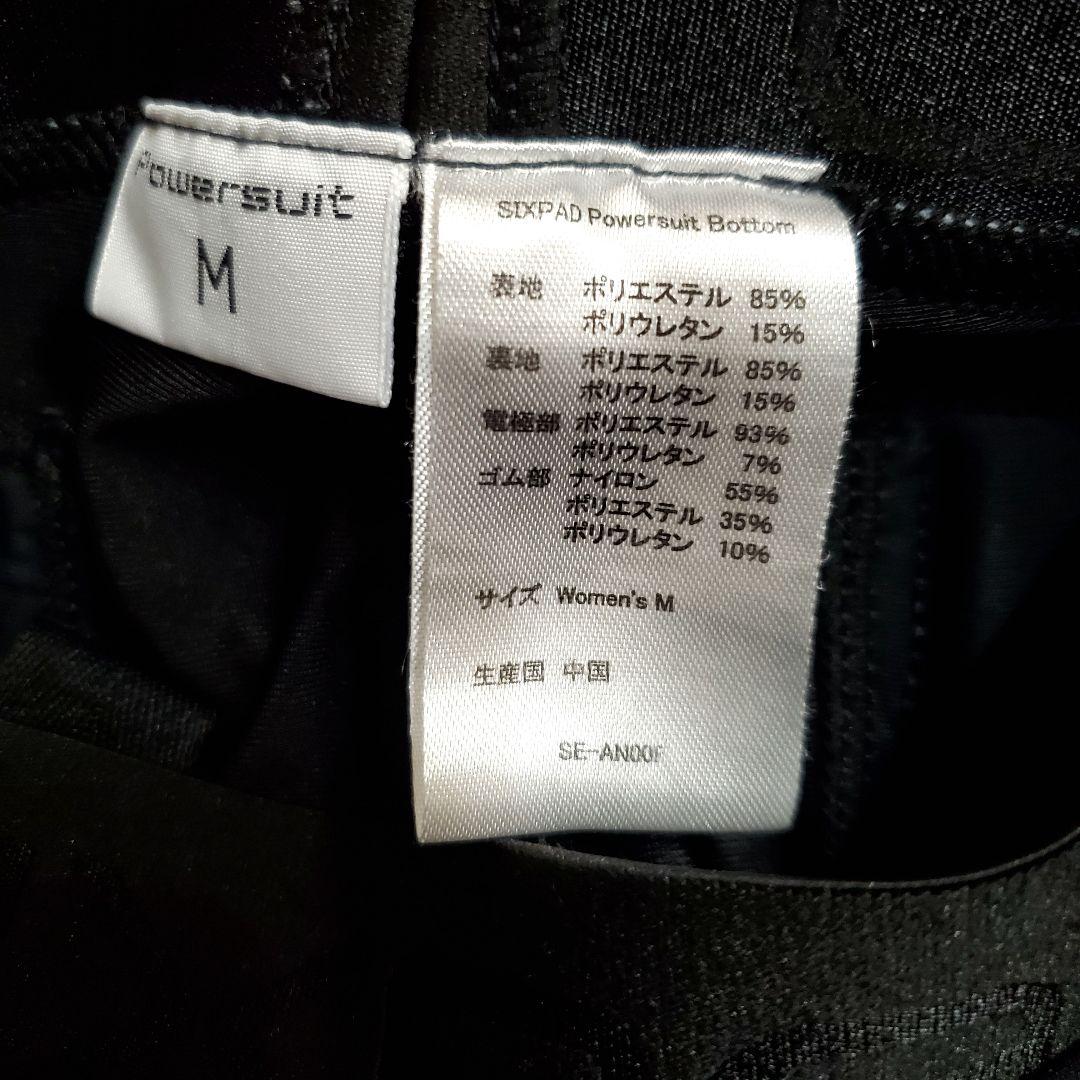 Powersuit
M
SIXPAD Powersuit Bottom
表地 ポリエステル 85%
ポリウレタン 15%
裏地 ポリエステル 85%
ポリウレタン 15%
電極部 ポリエステル 93%
ポリウレタン 7%
ゴム部 ナイロン 55%
ポリエステル 35%
ポリウレタン 10%
サイズ Women's M
生産国 中国